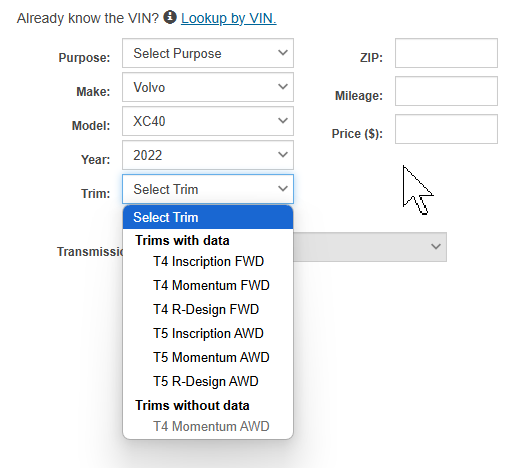 Already know the VIN? Lookup by VIN.
Purpose: Select Purpose
ZIP:
Make: Volvo
Mileage:
Model: XC40
Price ($):
Year: 2022
Trim: Select Trim
Select Trim
Trims with data
T4 Inscription FWD
T4 Momentum FWD
T4 R-Design FWD
T5 Inscription AWD
T5 Momentum AWD
T5 R-Design AWD
Trims without data
T4 Momentum AWD